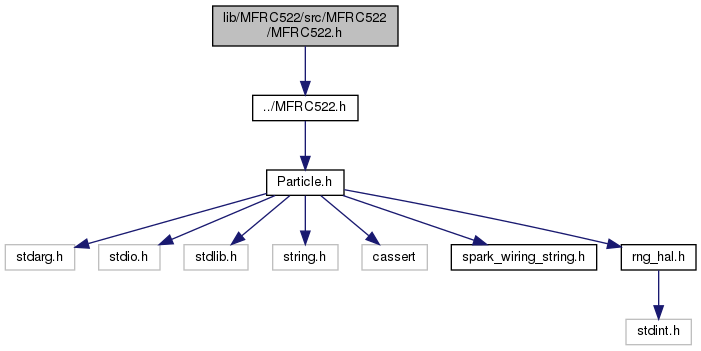 lib/MFRC522/src/MFRC522
/MFRC522.h
../MFRC522.h
Particle.h
stdarg.h
stdio.h
stdlib.h
string.h
cassert
spark_wiring_string.h
rng_hal.h
stdint.h